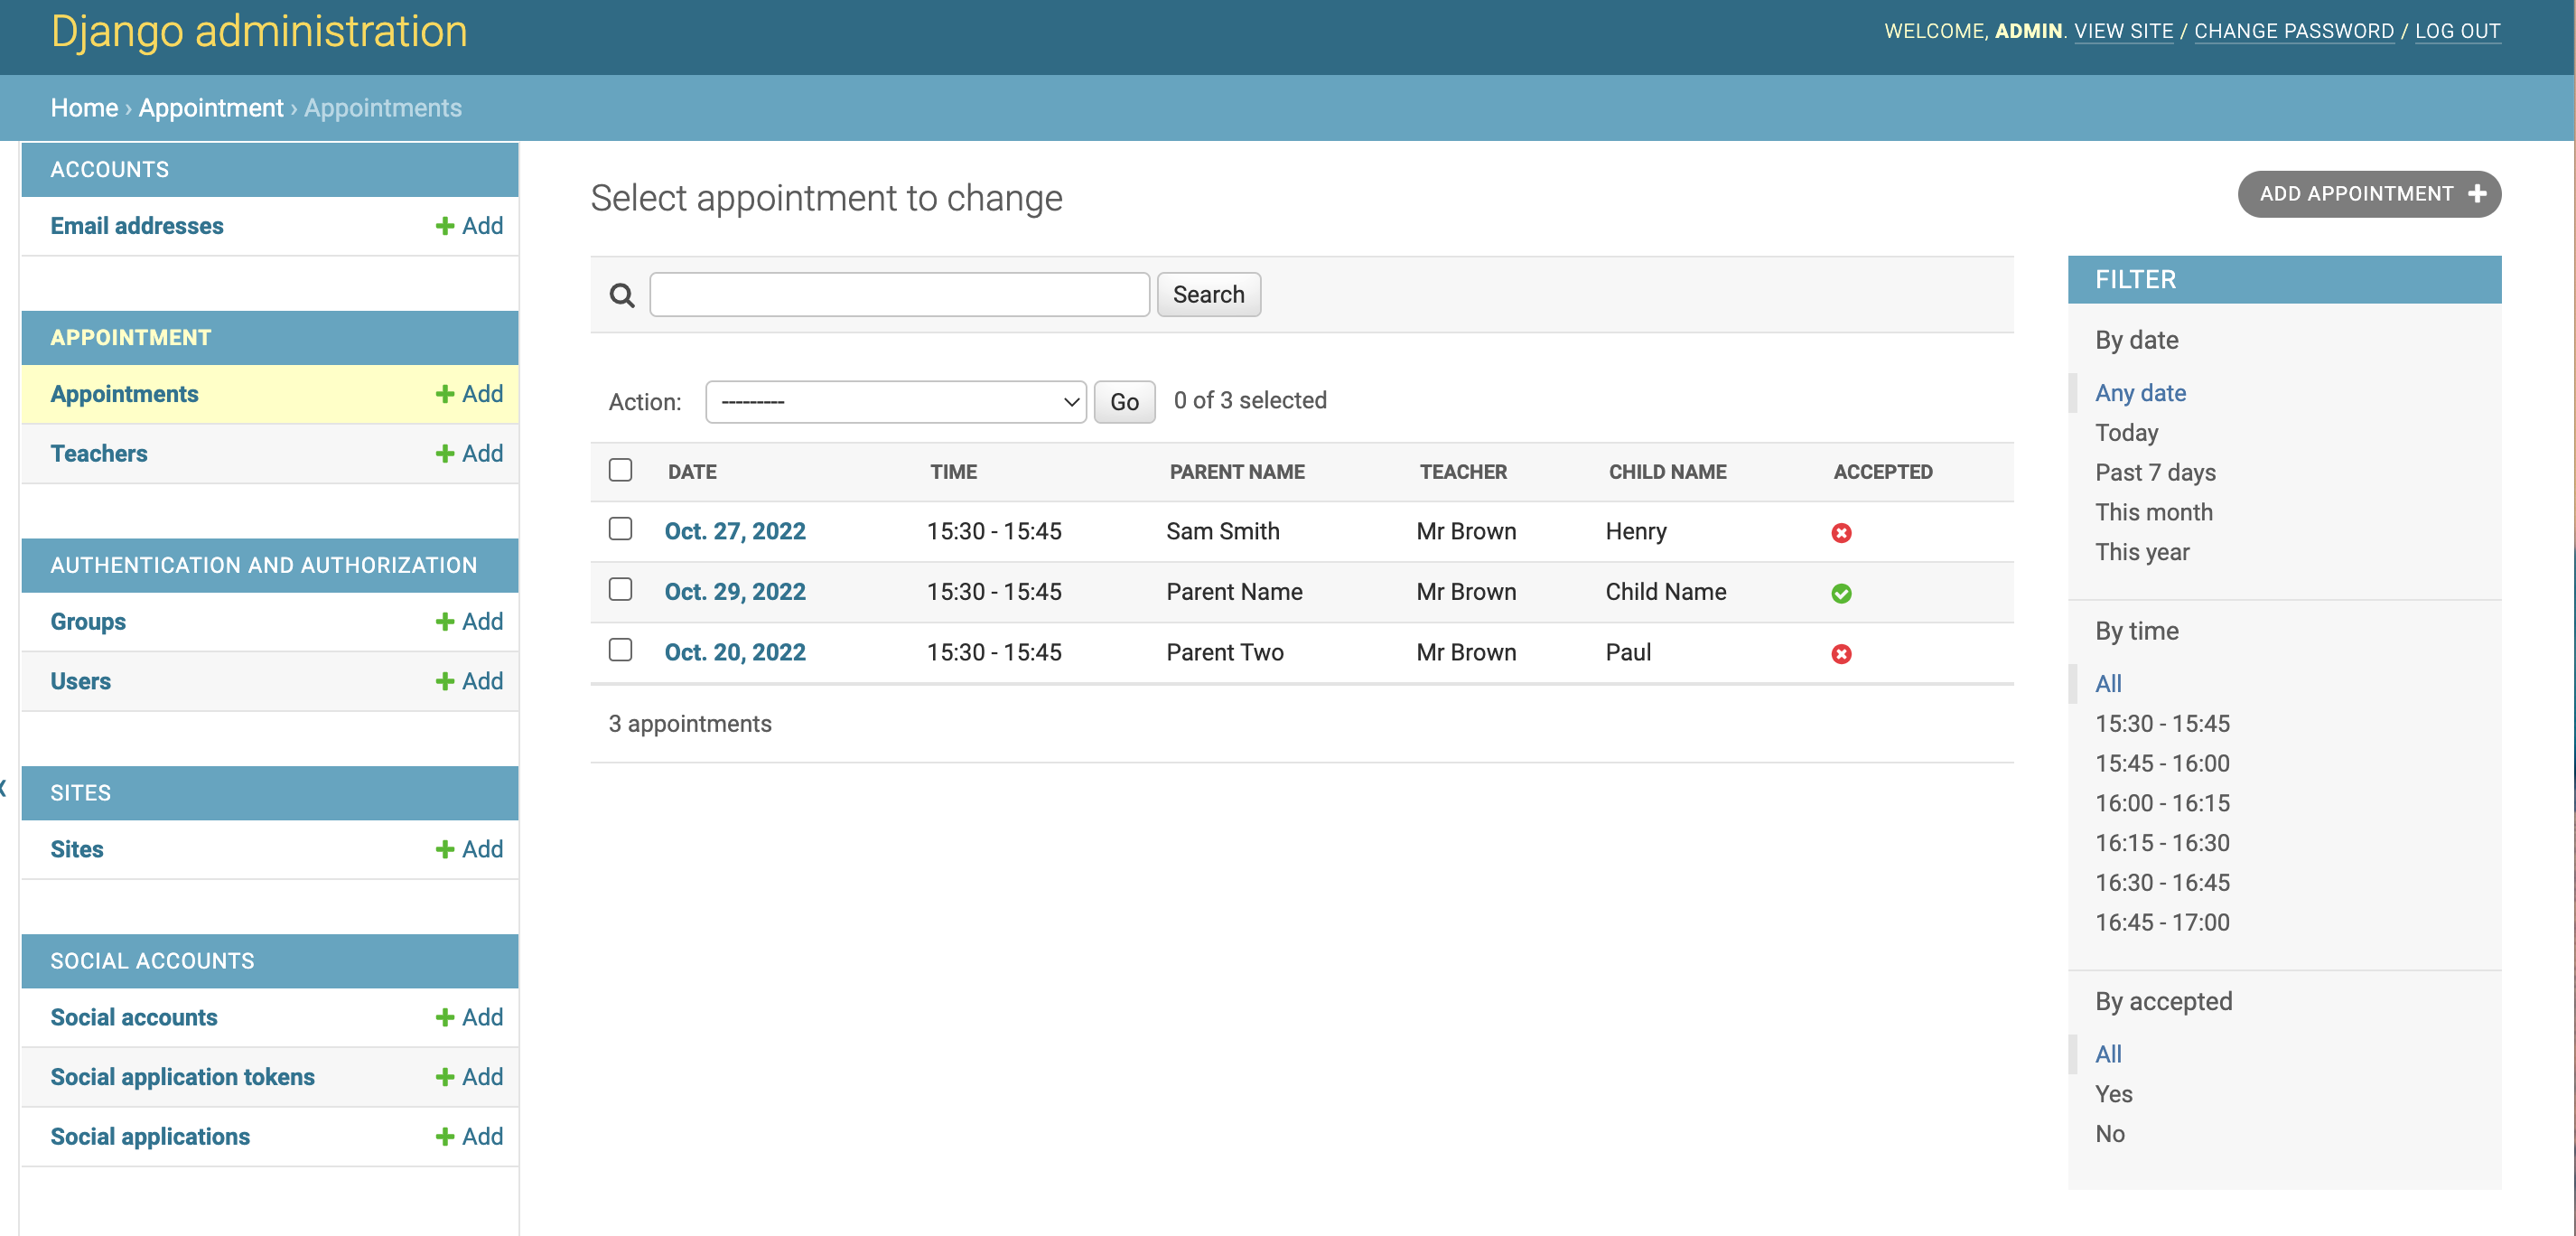 Django administration
WELCOME, ADMIN. VIEW SITE / CHANGE PASSWORD / LOG OUT
Home › Appointment › Appointments
ACCOUNTS
Email addresses Add
APPOINTMENT
Appointments Add
Teachers Add
AUTHENTICATION AND AUTHORIZATION
Groups Add
Users Add
SITES
Sites Add
SOCIAL ACCOUNTS
Social accounts Add
Social application tokens Add
Social applications Add
Select appointment to change
ADD APPOINTMENT +
Search
Action: --------- Go 0 of 3 selected
DATE TIME PARENT NAME TEACHER CHILD NAME ACCEPTED
Oct. 27, 2022 15:30 - 15:45 Sam Smith Mr Brown Henry
Oct. 29, 2022 15:30 - 15:45 Parent Name Mr Brown Child Name
Oct. 20, 2022 15:30 - 15:45 Parent Two Mr Brown Paul
3 appointments
FILTER
By date
Any date
Today
Past 7 days
This month
This year
By time
All
15:30 - 15:45
15:45 - 16:00
16:00 - 16:15
16:15 - 16:30
16:30 - 16:45
16:45 - 17:00
By accepted
All
Yes
No